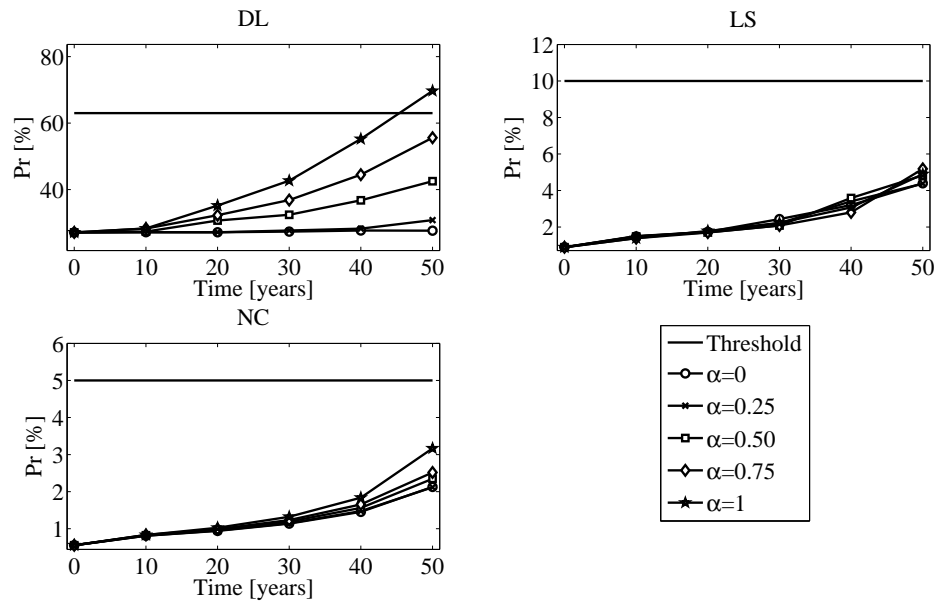 DL
80
60
40
Pr [%]
0 10 20 30 40 50
Time [years]
LS
12
10
8
6
4
2
Pr [%]
0 10 20 30 40 50
Time [years]
NC
6
5
4
3
2
1
Pr [%]
0 10 20 30 40 50
Time [years]
Threshold
α=0
α=0.25
α=0.50
α=0.75
α=1